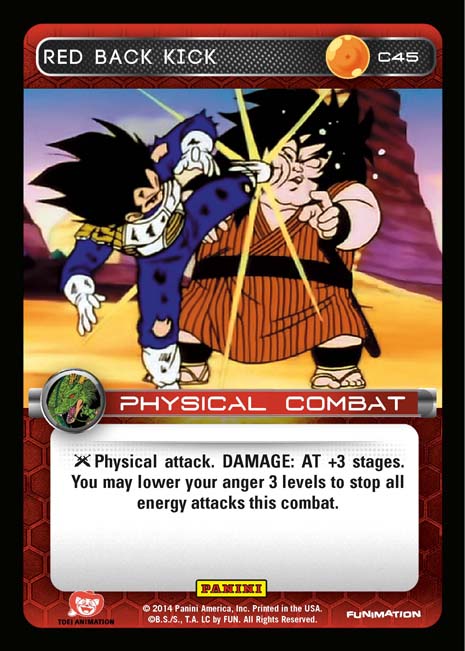 RED BACK KICK
C45
PHYSICAL COMBAT
Physical attack. DAMAGE: AT +3 stages.
You may lower your anger 3 levels to stop all
energy attacks this combat.
PANINI
© 2014 Panini America, Inc. Printed in the USA.
©B.S./S., T.A. LC by FUN. All Rights Reserved.
TOEI ANIMATION
FUNIMATION